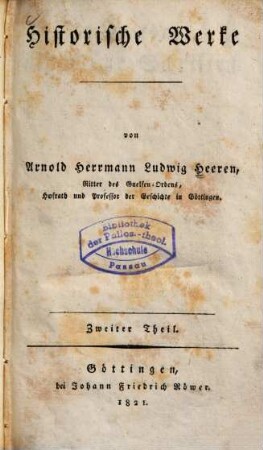 Historische Werke
von
Arnold Herrmann Ludwig Heeren,
Ritter des Guelfen-Ordens,
Hofrath und Professor der Geschichte in Göttingen.
Bibliothek
der Philos.-theol.
Hochschule
Passau
Zweiter Theil.
Göttingen,
bei Johann Friedrich Röwer.
1821.